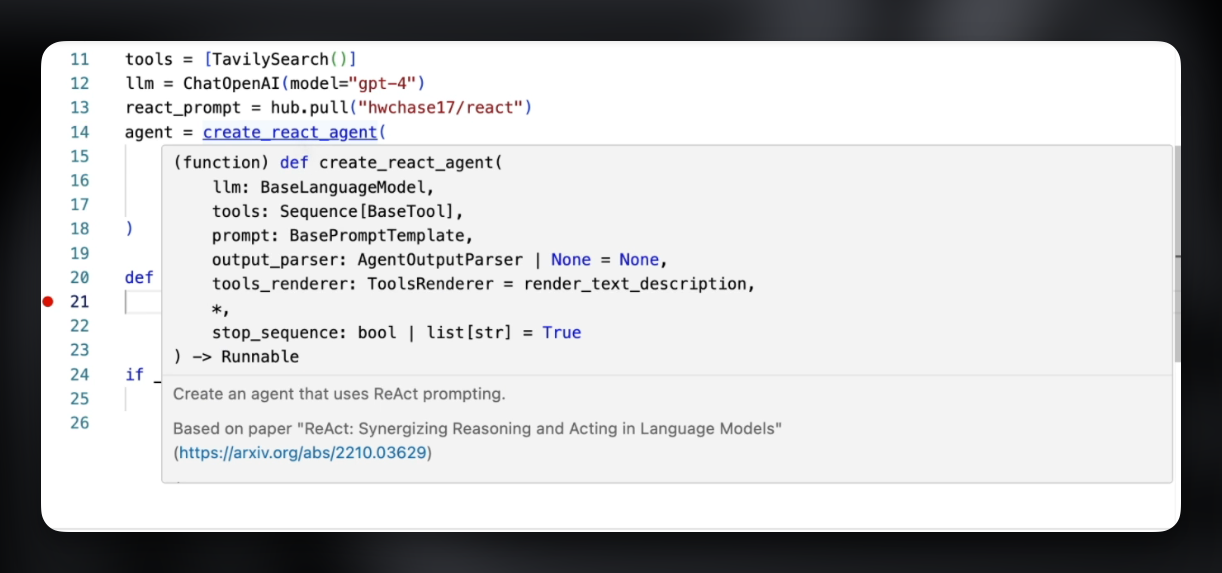 11 tools = [TavilySearch()]
12 llm = ChatOpenAI(model="gpt-4")
13 react_prompt = hub.pull("hwchase17/react")
14 agent = create_react_agent(
15
16
17
18 )
19
20 def
21
22
23
24 if _
25
26
(function) def create_react_agent(
llm: BaseLanguageModel,
tools: Sequence[BaseTool],
prompt: BasePromptTemplate,
output_parser: AgentOutputParser | None = None,
tools_renderer: ToolsRenderer = render_text_description,
*,
stop_sequence: bool | list[str] = True
) -> Runnable
Create an agent that uses ReAct prompting.
Based on paper "ReAct: Synergizing Reasoning and Acting in Language Models"
(https://arxiv.org/abs/2210.03629)